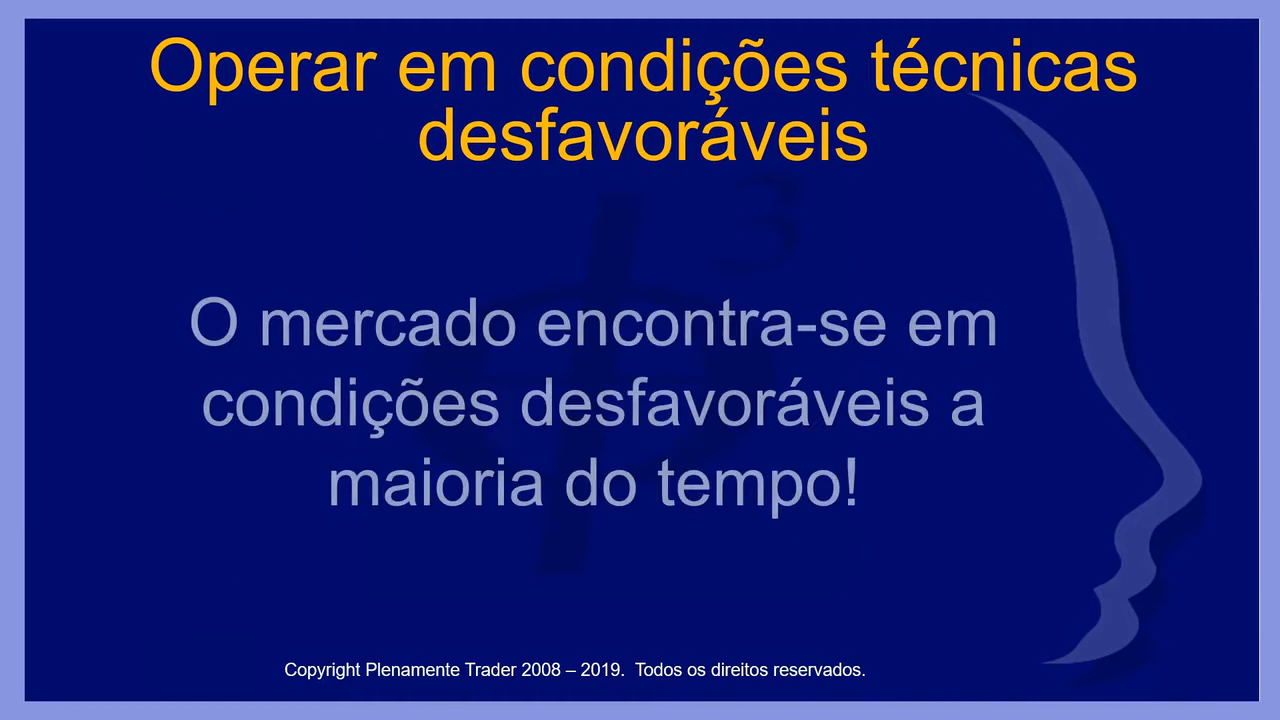 Operar em condições técnicas
desfavoráveis
3
O mercado encontra-se em
condições desfavoráveis a
maioria do tempo!
Copyright Plenamente Trader 2008 – 2019. Todos os direitos reservados.